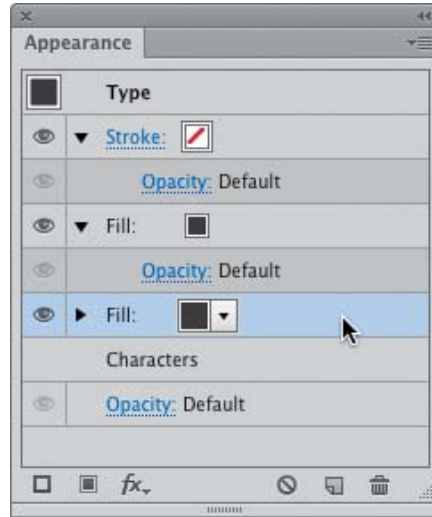 Appearance
Type
Stroke:
Opacity: Default
Fill:
Opacity: Default
Fill:
Characters
Opacity: Default
fx